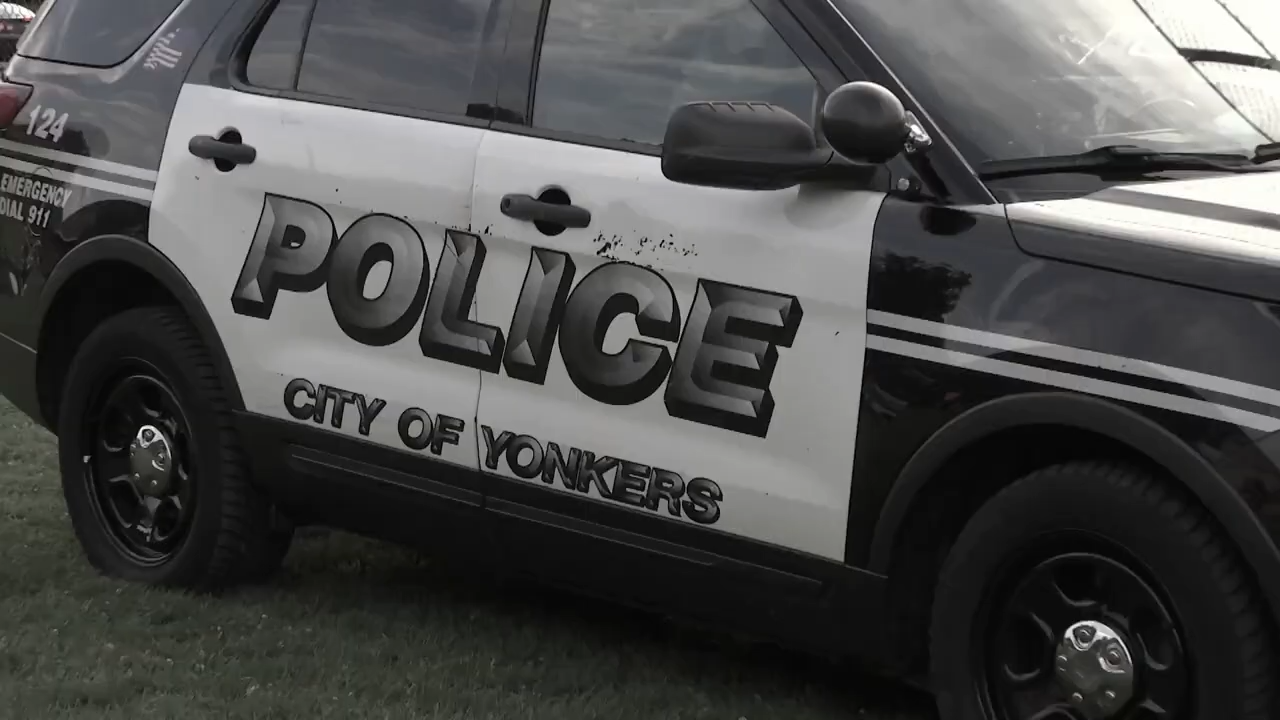 124
EMERGENCY
DIAL 911
POLICE
CITY OF YONKERS